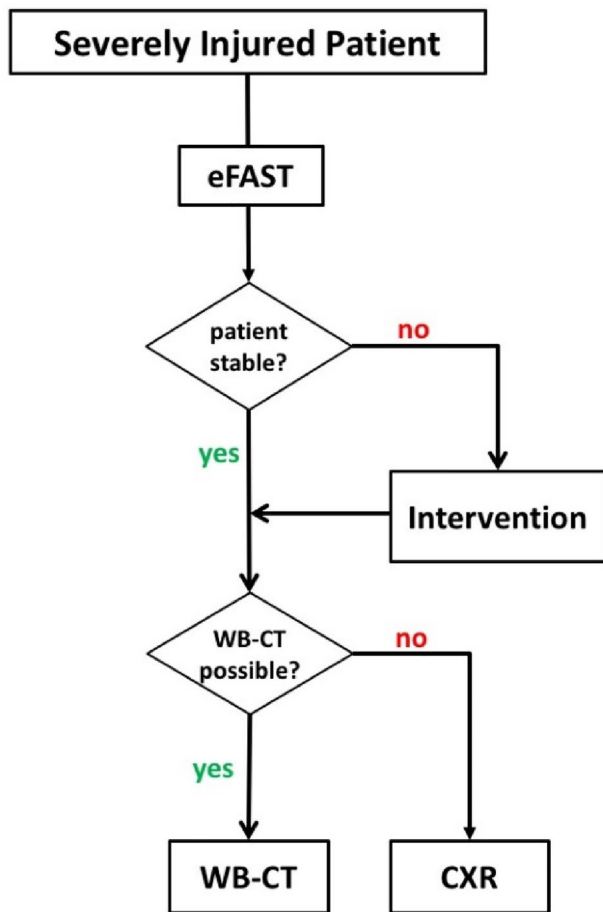 Severely Injured Patient
eFAST
patient
stable?
no
yes
Intervention
WB-CT
possible?
no
yes
WB-CT
CXR